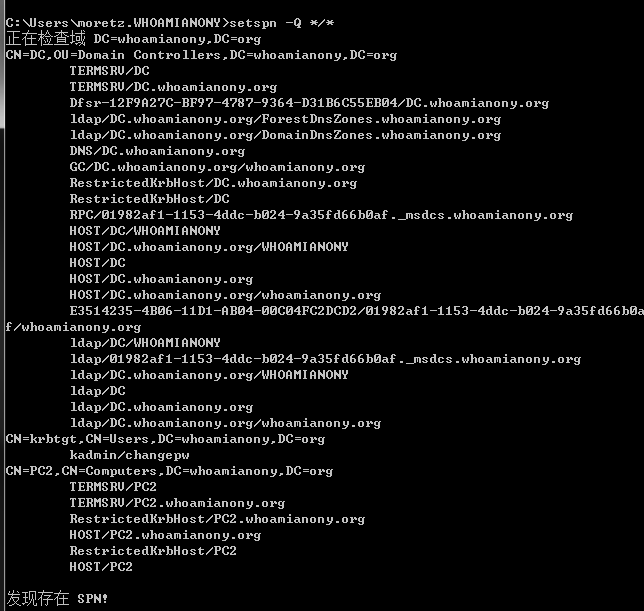 C:\Users\moretz.WHOAMIANONY>setspn -Q */*
正在检查域 DC=whoamianony,DC=org
CN=DC,OU=Domain Controllers,DC=whoamianony,DC=org
TERMSRV/DC
TERMSRV/DC.whoamianony.org
Dfsr-12F9A27C-BF97-4787-9364-D31B6C55EB04/DC.whoamianony.org
ldap/DC.whoamianony.org/ForestDnsZones.whoamianony.org
ldap/DC.whoamianony.org/DomainDnsZones.whoamianony.org
DNS/DC.whoamianony.org
GC/DC.whoamianony.org/whoamianony.org
RestrictedKrbHost/DC.whoamianony.org
RestrictedKrbHost/DC
RPC/01982af1-1153-4ddc-b024-9a35fd66b0af._msdcs.whoamianony.org
HOST/DC/WHOAMIANONY
HOST/DC.whoamianony.org/WHOAMIANONY
HOST/DC
HOST/DC.whoamianony.org
HOST/DC.whoamianony.org/whoamianony.org
E3514235-4B06-11D1-AB04-00C04FC2DCD2/01982af1-1153-4ddc-b024-9a35fd66b0a
f/whoamianony.org
ldap/DC/WHOAMIANONY
ldap/01982af1-1153-4ddc-b024-9a35fd66b0af._msdcs.whoamianony.org
ldap/DC.whoamianony.org/WHOAMIANONY
ldap/DC
ldap/DC.whoamianony.org
ldap/DC.whoamianony.org/whoamianony.org
CN=krbtgt,CN=Users,DC=whoamianony,DC=org
kadmin/changepw
CN=PC2,CN=Computers,DC=whoamianony,DC=org
TERMSRV/PC2
TERMSRV/PC2.whoamianony.org
RestrictedKrbHost/PC2.whoamianony.org
HOST/PC2.whoamianony.org
RestrictedKrbHost/PC2
HOST/PC2
发现存在 SPN!